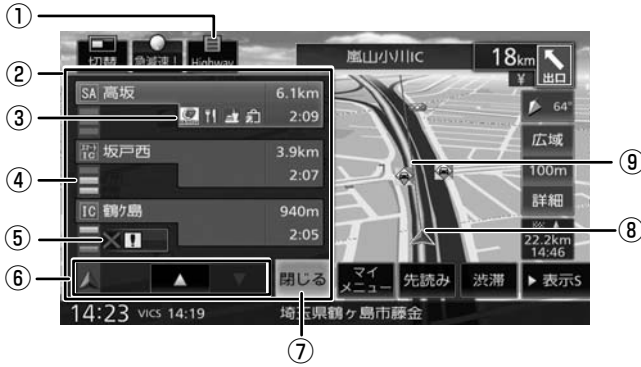 ①
切替 急減速! Highway
嵐山小川IC 18km 出口
¥
②
SA 高坂 6.1km
③
2:09
64°
広域
100m
⑨
④
スマート IC 坂戸西 3.9km
2:07
詳細
IC 鶴ヶ島 940m
⑤
2:05
⑧
22.2km
14:46
⑥
閉じる
マイメニュー 先読み 渋滞 ▶表示S
14:23 VICS 14:19 埼玉県鶴ヶ島市藤金
⑦